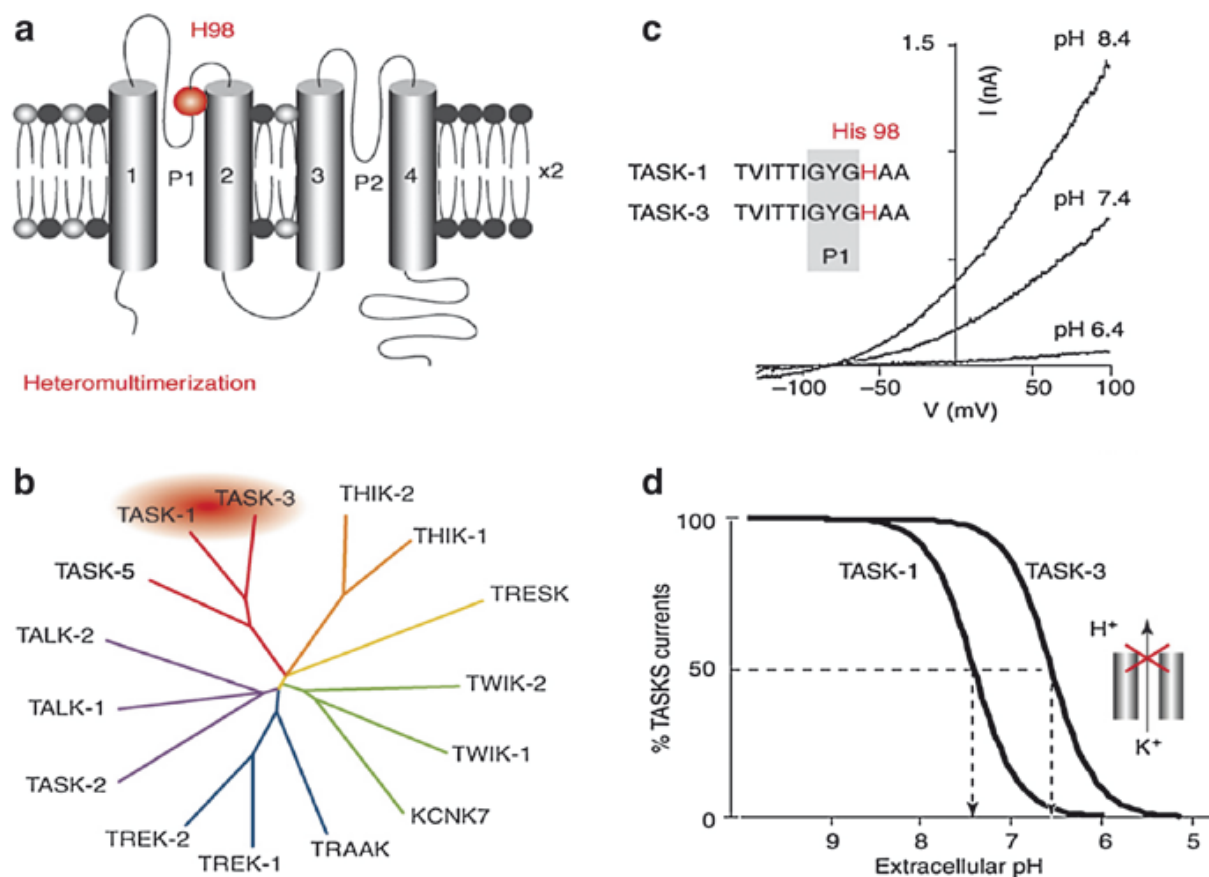 a
H98
1
P1
2
3
P2
4
x2
Heteromultimerization
b
TASK-1
TASK-3
THIK-2
THIK-1
TASK-5
TRESK
TALK-2
TWIK-2
TALK-1
TWIK-1
TASK-2
KCNK7
TREK-2
TREK-1
TRAAK
c
1.5
I (nA)
pH 8.4
His 98
TASK-1 TVITTIGYGHAA
TASK-3 TVITTIGYGHAA
P1
pH 7.4
pH 6.4
−100 −50 50 100
V (mV)
d
100
50
0
% TASKS currents
TASK-1
TASK-3
H+
K+
9 8 7 6 5
Extracellular pH